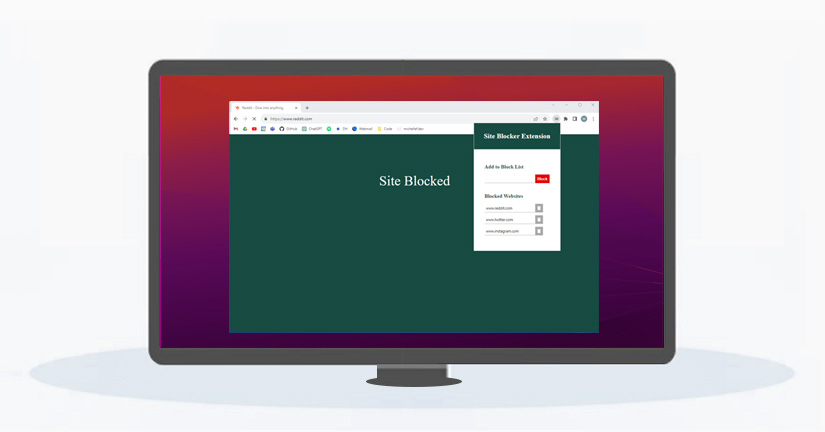 Reddit - Dive into anything
https://www.reddit.com
GitHub
ChatGPT
Code
Site Blocker Extension
Add to Block List
Block
Site Blocked
Blocked Websites
www.reddit.com
www.twitter.com
www.instagram.com